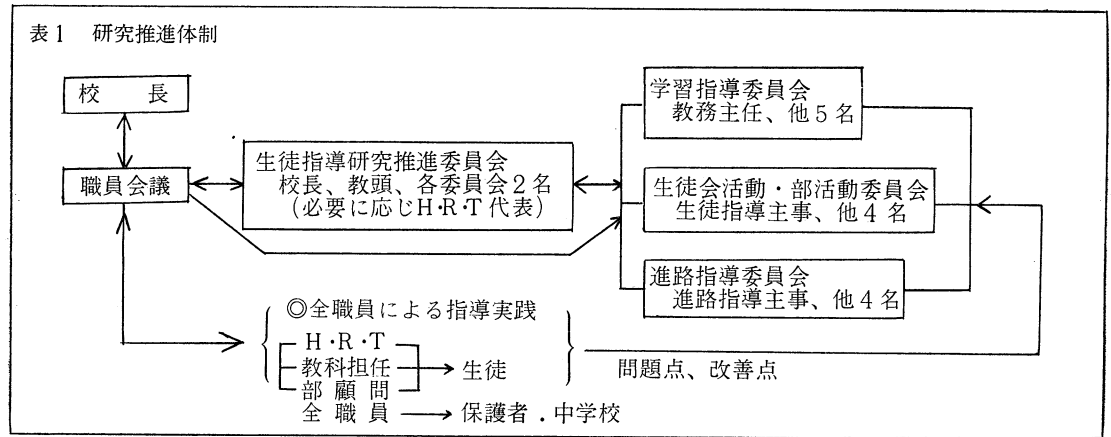 表1 研究推進体制
校長
職員会議
生徒指導研究推進委員会
校長、教頭、各委員会2名
(必要に応じH·R·T代表)
学習指導委員会
教務主任、他5名
生徒会活動・部活動委員会
生徒指導主事、他4名
進路指導委員会
進路指導主事、他4名
◎全職員による指導実践
H·R·T
教科担任
生徒
部顧問
全職員
保護者.中学校
問題点、改善点